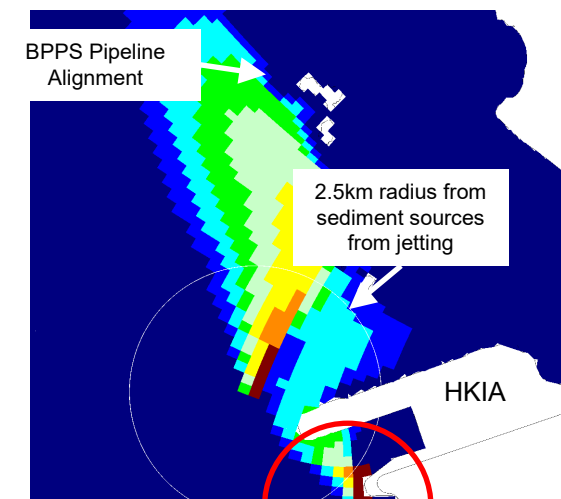 BPPS Pipeline
Alignment
2.5km radius from
sediment sources
from jetting
HKIA